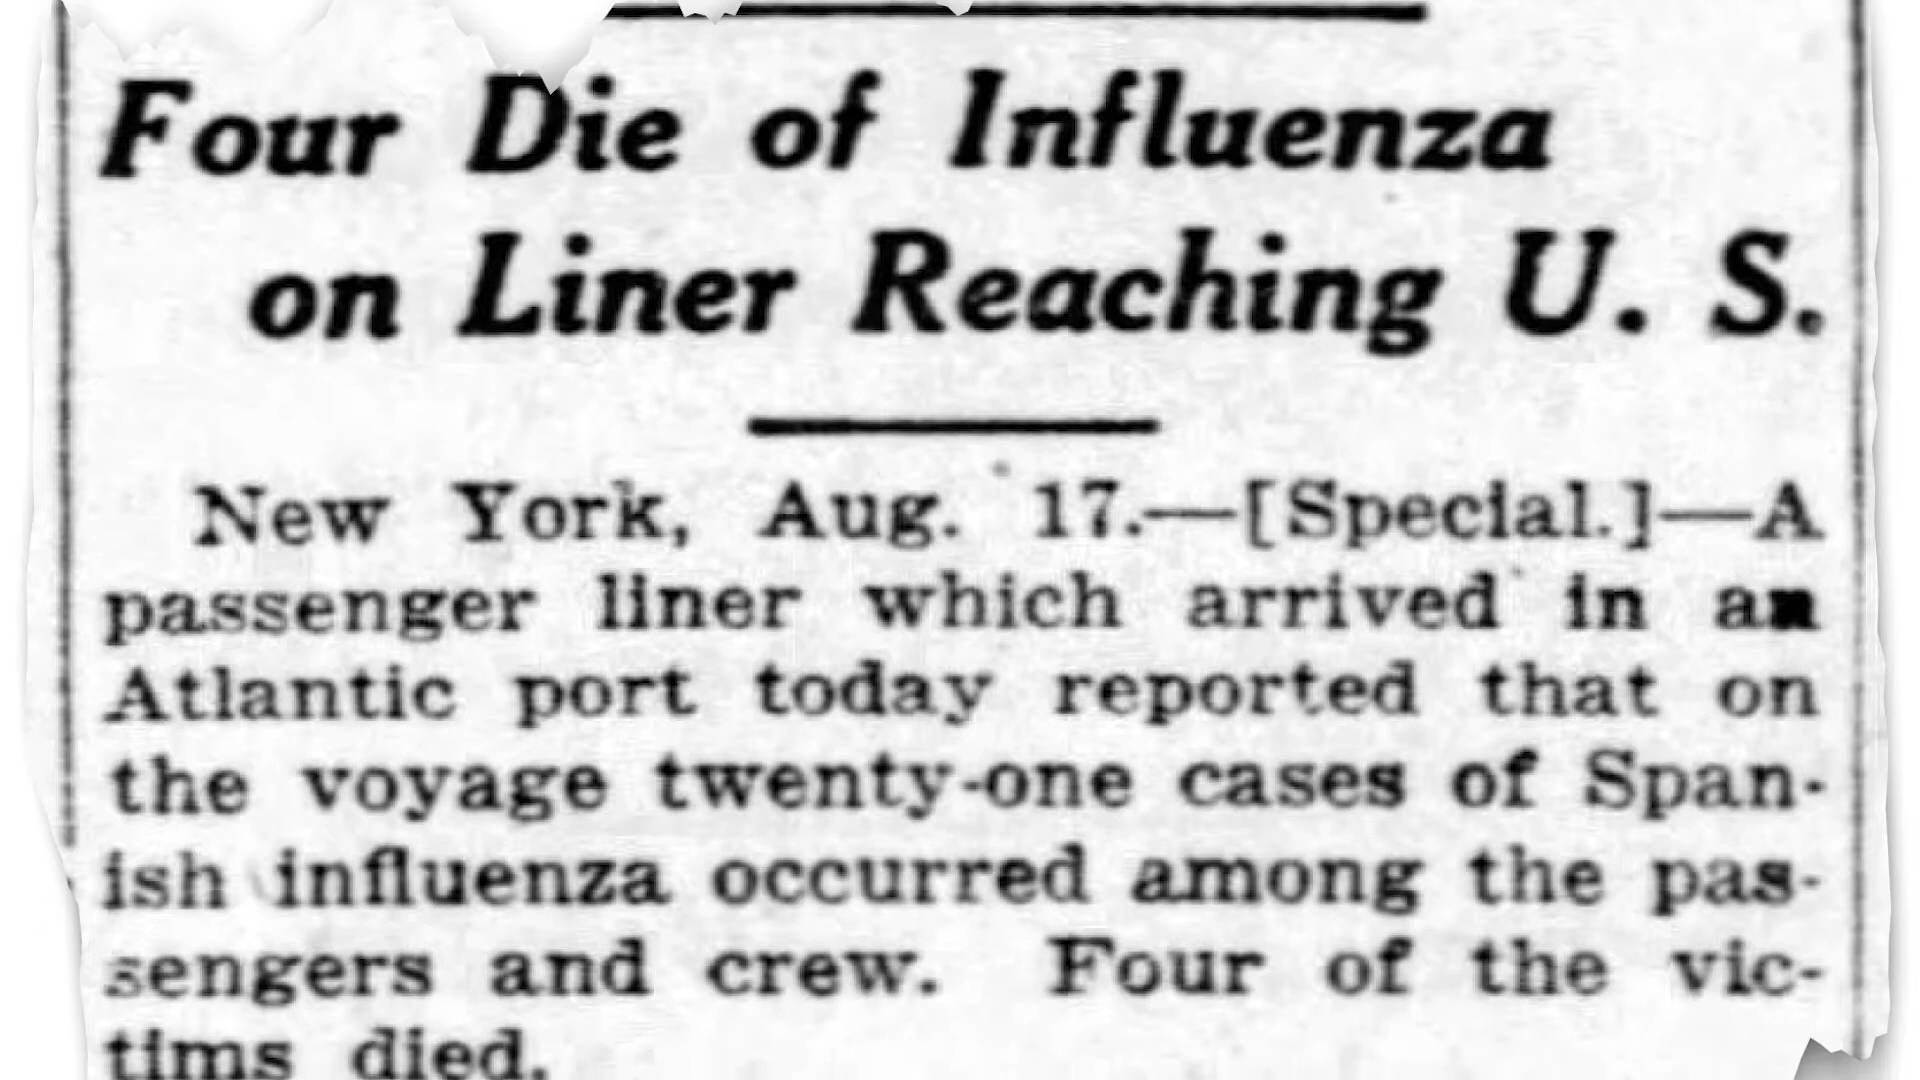 Four Die of Influenza
on Liner Reaching U. S.
New York, Aug. 17.—[Special.]—A
passenger liner which arrived in an
Atlantic port today reported that on
the voyage twenty-one cases of Span-
ish influenza occurred among the pas-
sengers and crew. Four of the vic-
tims died.